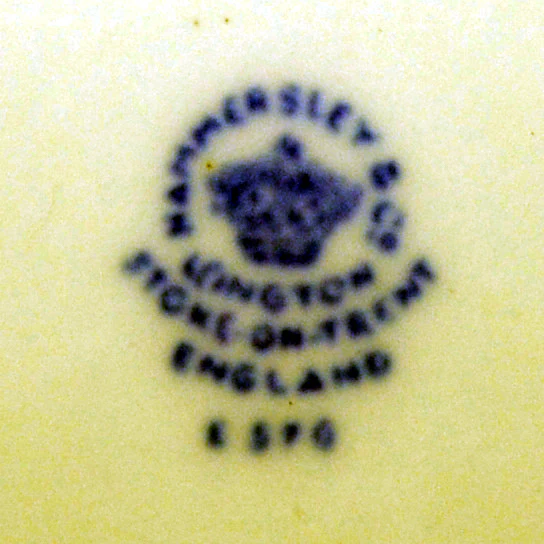 HAMMERSLEY & CO
LONGTON
STOKE-ON-TRENT
ENGLAND